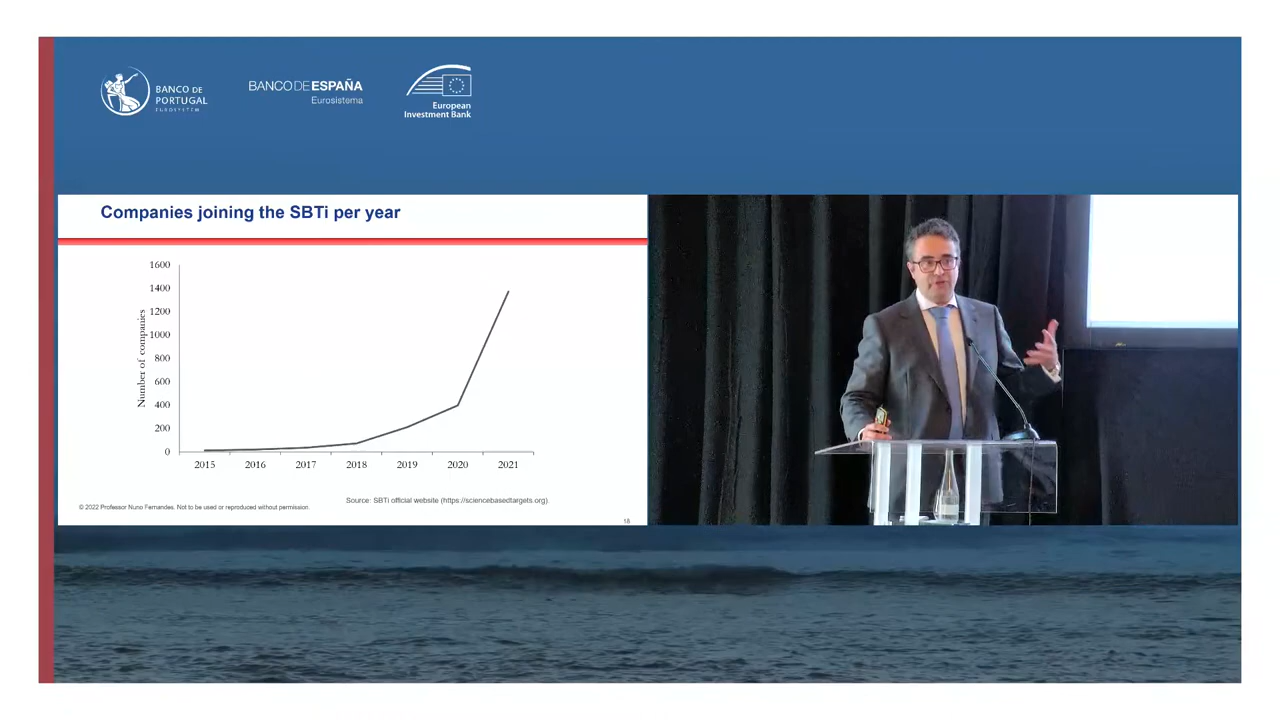 BANCO DE
PORTUGAL
EUROSYSTEM
BANCO DE ESPAÑA
Eurosistema
European
Investment Bank
Companies joining the SBTi per year
1600
1400
1200
1000
800
600
400
200
0
Number of companies
2015 2016 2017 2018 2019 2020 2021
Source: SBTi official website (https://sciencebasedtargets.org).
© 2022 Professor Nuno Fernandes. Not to be used or reproduced without permission.
18